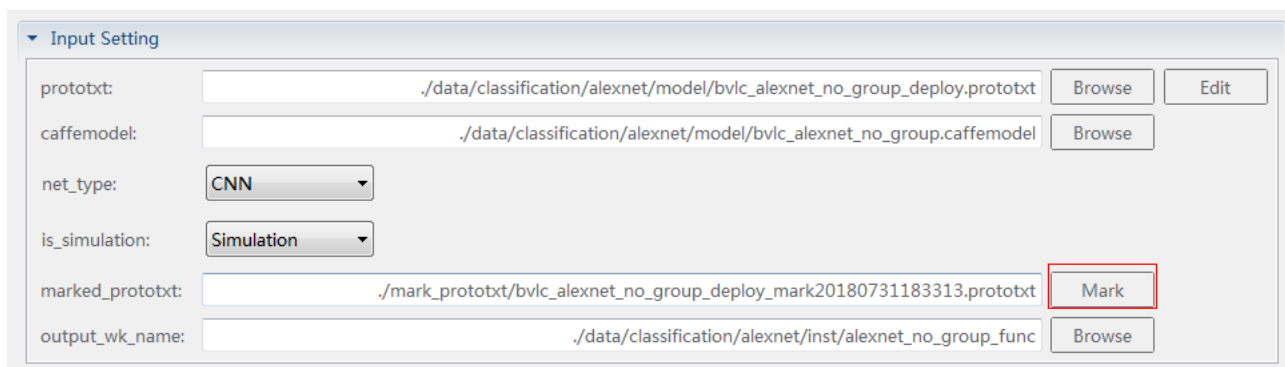 Input Setting
prototxt: ./data/classification/alexnet/model/bvlc_alexnet_no_group_deploy.prototxt Browse Edit
caffemodel: ./data/classification/alexnet/model/bvlc_alexnet_no_group.caffemodel Browse
net_type: CNN
is_simulation: Simulation
marked_prototxt: ./mark_prototxt/bvlc_alexnet_no_group_deploy_mark20180731183313.prototxt Mark
output_wk_name: ./data/classification/alexnet/inst/alexnet_no_group_func Browse